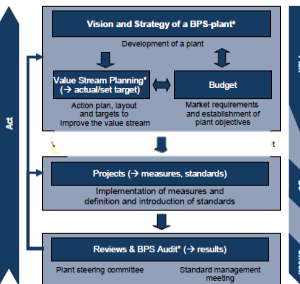 Vision and Strategy of a BPS-plant*
Development of a plant
Value Stream Planning*
(→ actual/set target)
Budget
Action plan, layout
and targets to
Improve the value stream
Market requirements
and establishment of
plant objectives
Act
Projects (→ measures, standards)
Implementation of measures and
definition and introduction of standards
Reviews & BPS Audit* (→ results)
Plant steering committee
Standard management
meeting